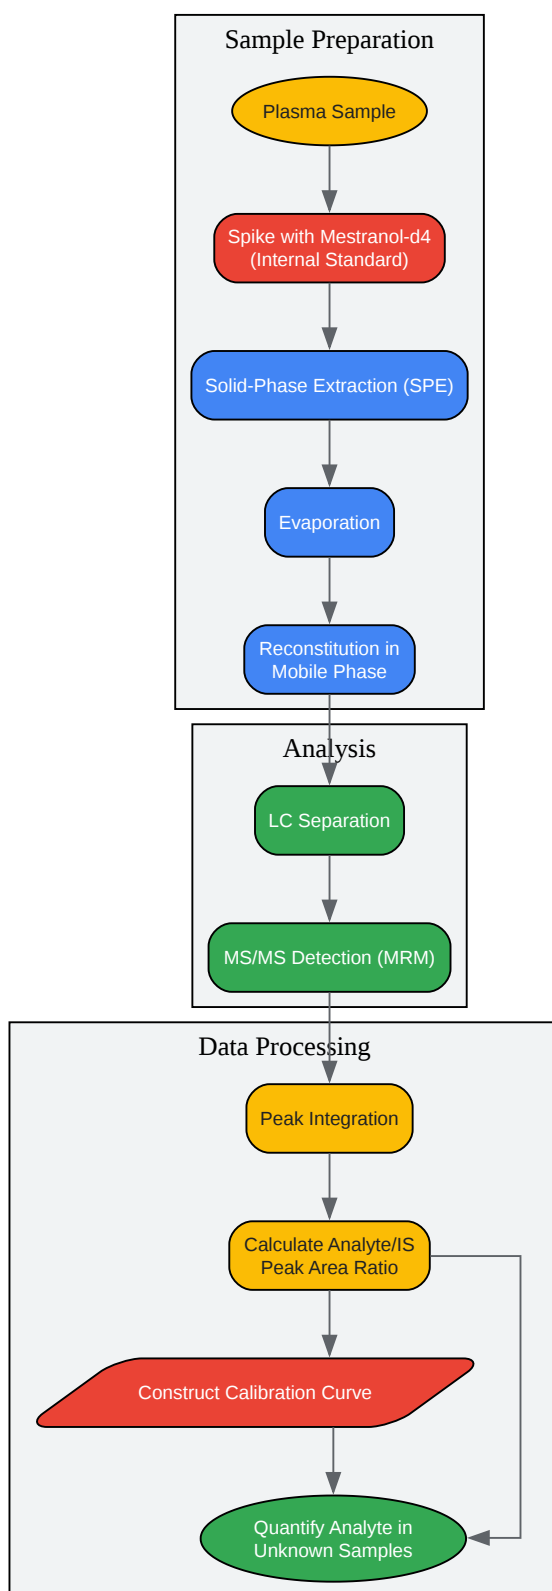 Sample Preparation
Plasma Sample
Spike with Mestranol-d4
(Internal Standard)
Solid-Phase Extraction (SPE)
Evaporation
Reconstitution in
Mobile Phase
Analysis
LC Separation
MS/MS Detection (MRM)
Data Processing
Peak Integration
Calculate Analyte/IS
Peak Area Ratio
Construct Calibration Curve
Quantify Analyte in
Unknown Samples